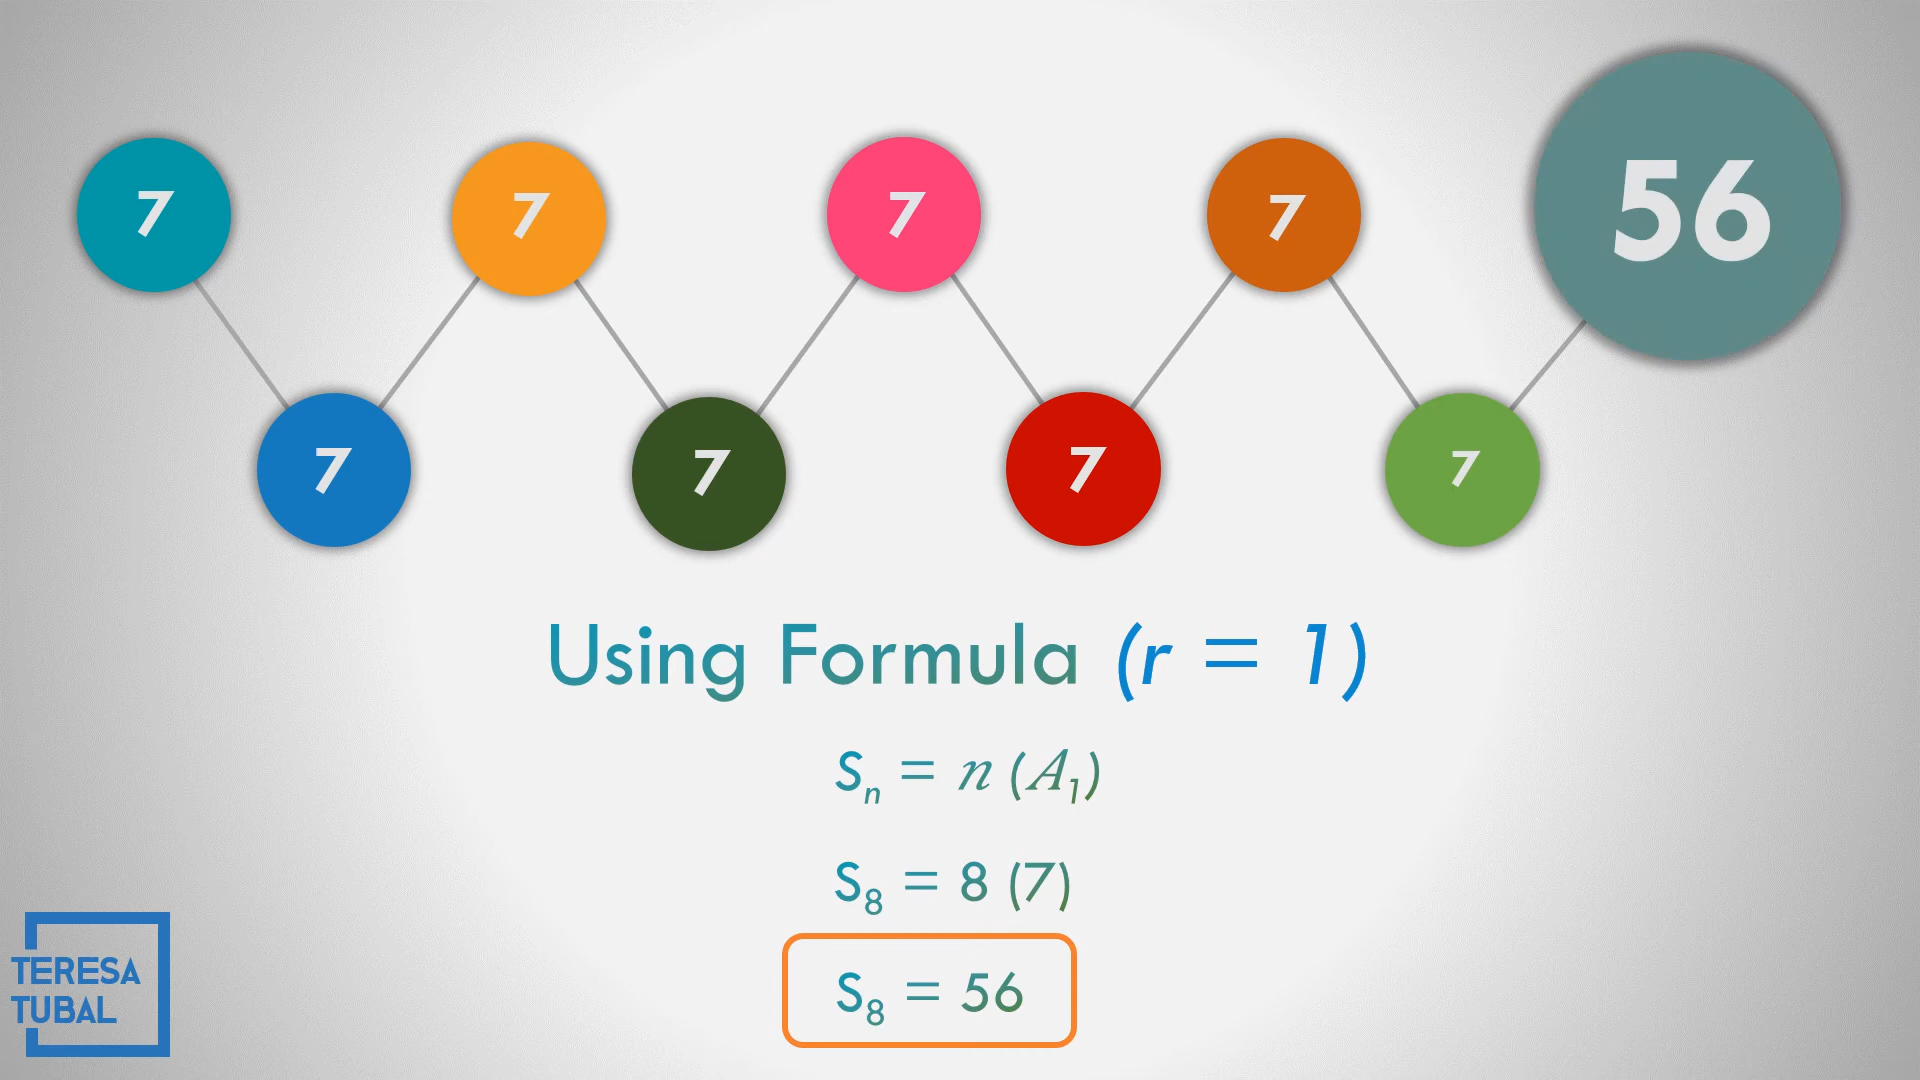 7 7 7 7 56
7 7 7 7
Using Formula (r = 1)
Sₙ = n (A₁)
S₈ = 8 (7)
S₈ = 56
TERESA
TUBAL